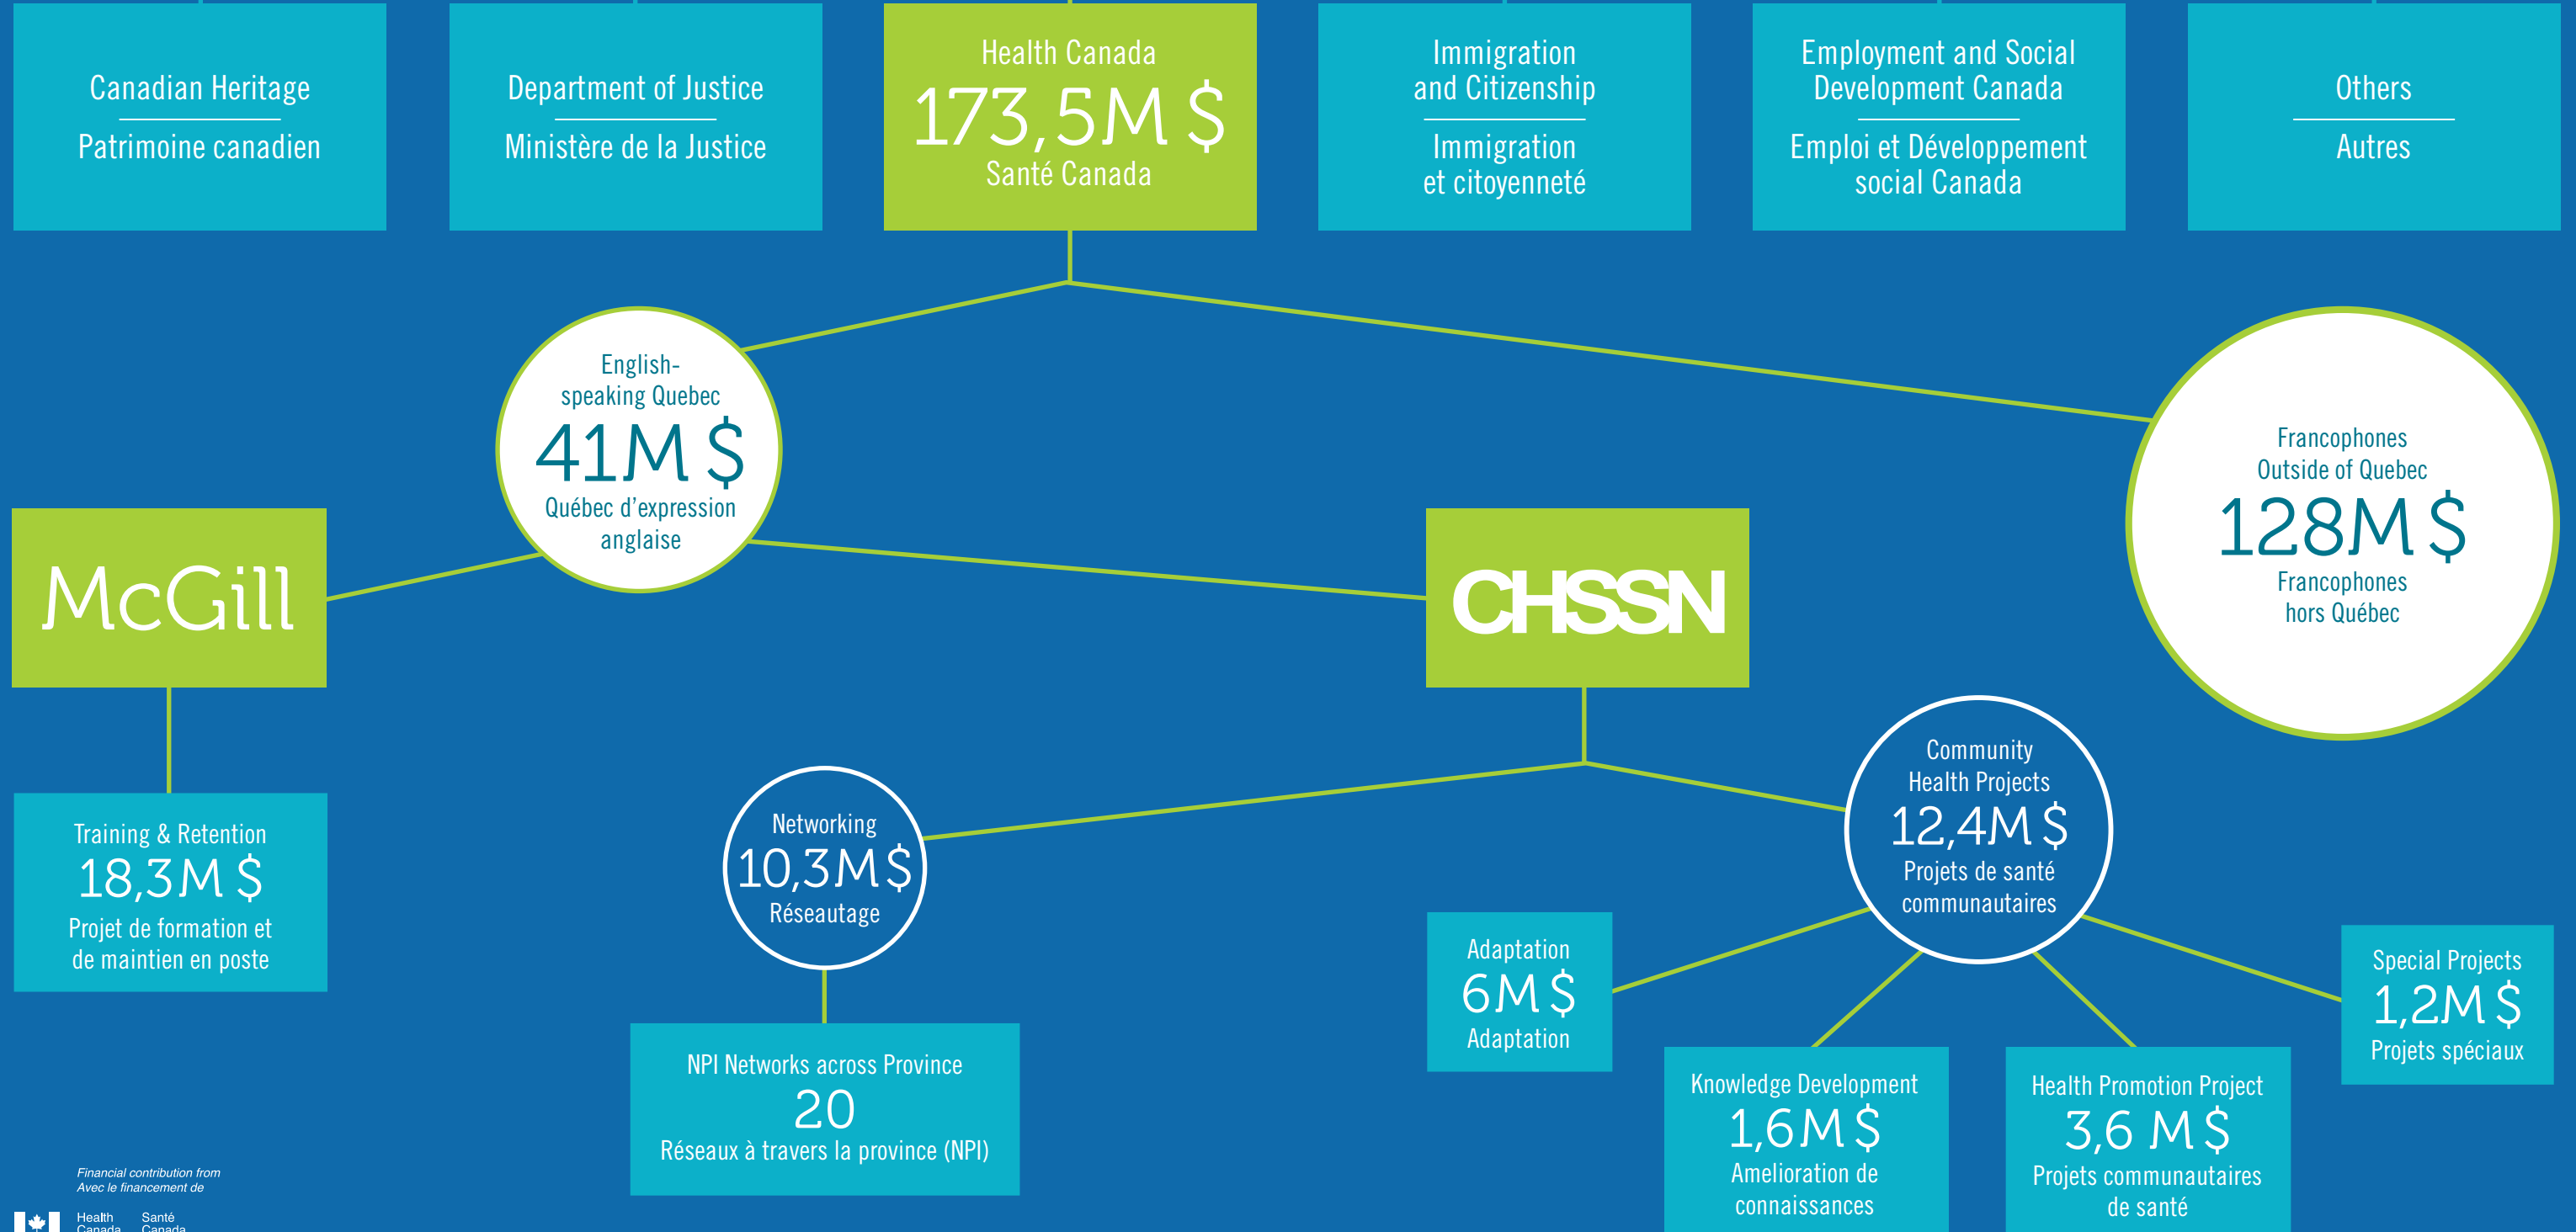 Canadian Heritage
Patrimoine canadien
Department of Justice
Ministère de la Justice
Health Canada
173,5M $
Santé Canada
Immigration
and Citizenship
Immigration
et citoyenneté
Employment and Social
Development Canada
Emploi et Développement
social Canada
Others
Autres
English-
speaking Quebec
41M $
Québec d'expression
anglaise
Francophones
Outside of Quebec
128M $
Francophones
hors Québec
McGill
CHSSN
Training & Retention
18,3M $
Projet de formation et
de maintien en poste
Networking
10,3M $
Réseautage
Community
Health Projects
12,4M $
Projets de santé
communautaires
NPI Networks across Province
20
Réseaux à travers la province (NPI)
Adaptation
6M $
Adaptation
Knowledge Development
1,6M $
Amelioration de
connaissances
Health Promotion Project
3,6 M $
Projets communautaires
de santé
Special Projects
1,2M $
Projets spéciaux
Financial contribution from
Avec le financement de
Health Santé
Canada Canada